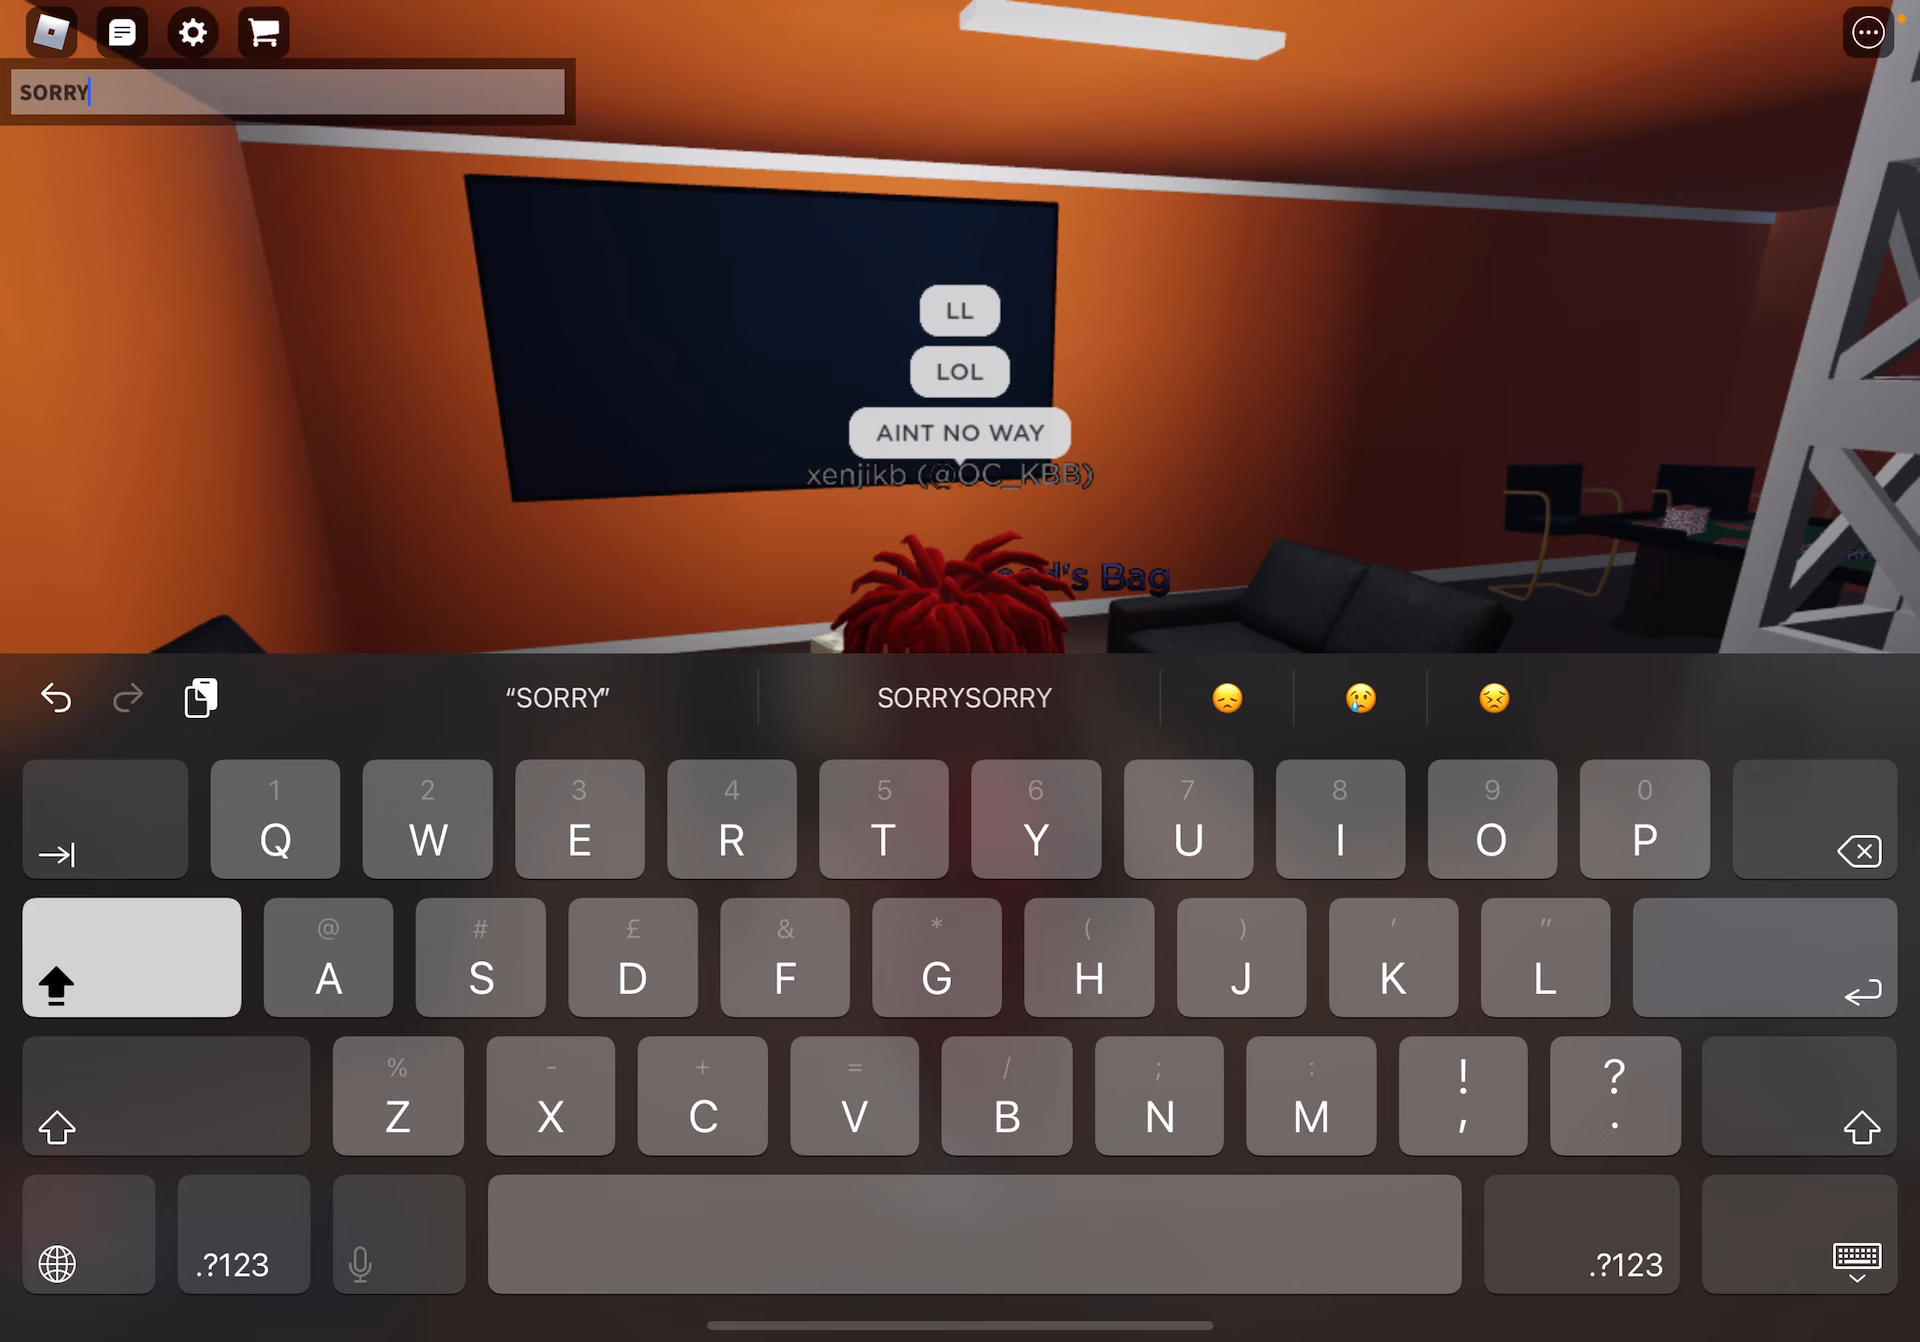 SORRY
LL
LOL
AINT NO WAY
xenjikb (@OC_KBB)
's Bag
“SORRY” SORRYSORRY 😞 😢 😣
1 2 3 4 5 6 7 8 9 0
Q W E R T Y U I O P
@ # £ & * ( ) ' "
A S D F G H J K L
% - + = / ; : ! ?
Z X C V B N M , .
.?123 .?123